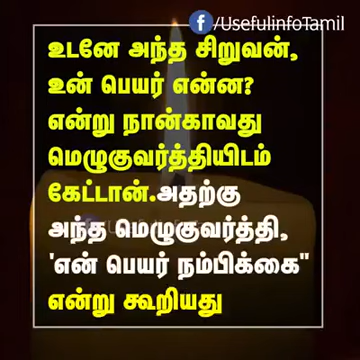 f/UsefulinfoTamil
உடனே அந்த சிறுவன்,
உன் பெயர் என்ன?
என்று நான்காவது
மெழுகுவர்த்தியிடம்
கேட்டான்.அதற்கு
அந்த மெழுகுவர்த்தி,
'என் பெயர் நம்பிக்கை"
என்று கூறியது